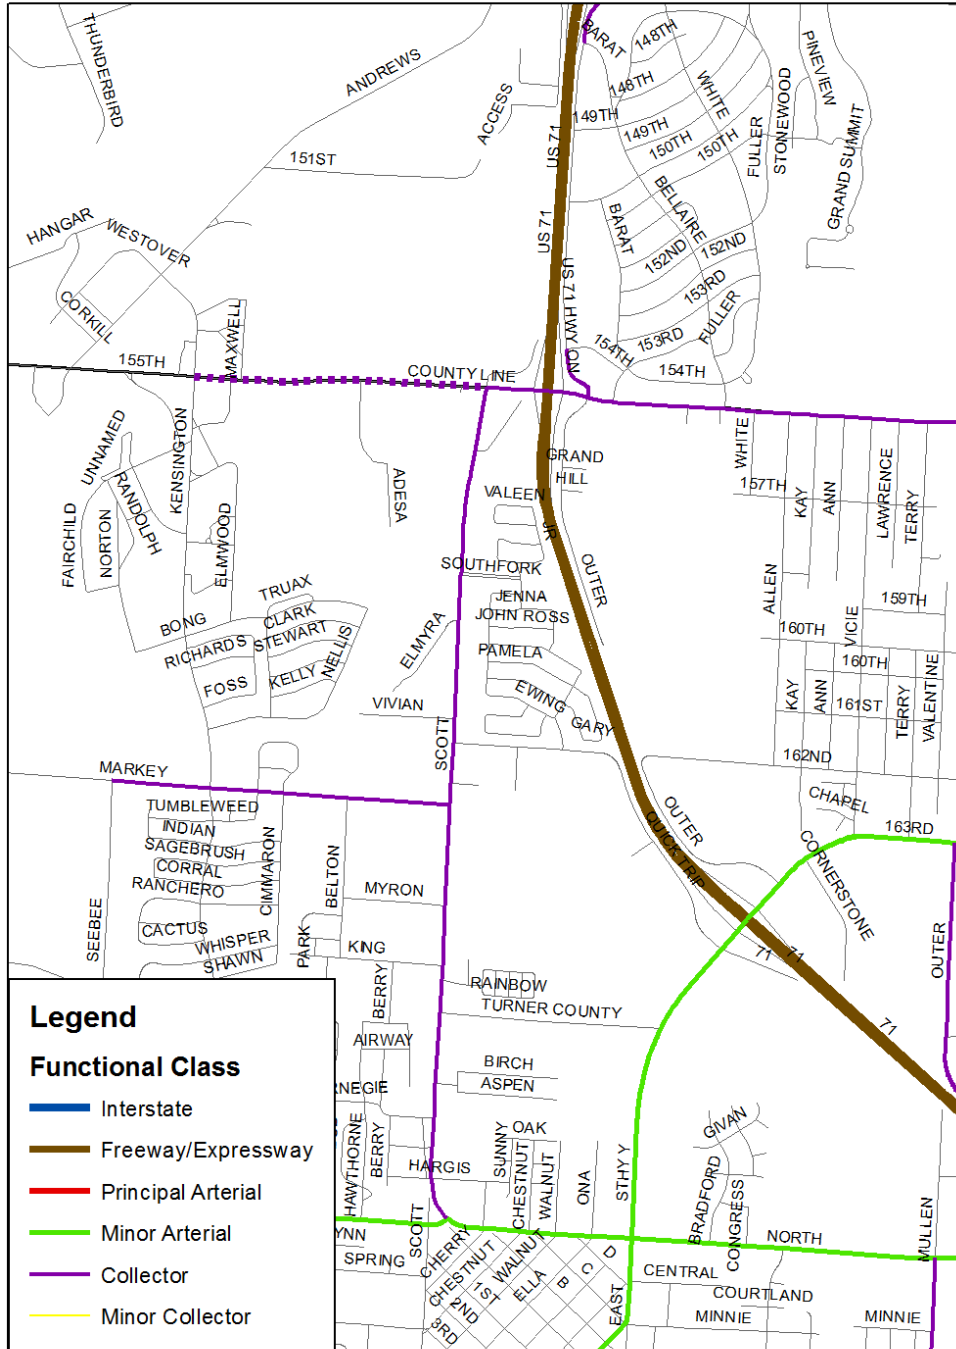 THUNDERBIRD
ANDREWS
ACCESS
BARAT
148TH
PINEVIEW
148TH
WHITE
149TH
149TH
150TH
150TH
FULLER
STONEWOOD
US 71
151ST
GRAND SUMMIT
HANGAR
WESTOVER
US 71
BARAT
BELLAIRE
152ND
152ND
US 71 HWY ON
153RD
CORKILL
MAXWELL
FULLER
153RD
154TH
154TH
155TH
COUNTY LINE
UNNAMED
KENSINGTON
WHITE
GRAND
HILL
157TH
KAY
ANN
LAWRENCE
TERRY
ADESA
VALEEN
RANDOLPH
FAIRCHILD
NORTON
ELMWOOD
JR
OUTER
SOUTHFORK
JENNA
JOHN ROSS
ALLEN
159TH
VICIE
160TH
160TH
TRUAX
CLARK
STEWART
BONG
RICHARDS
NELLIS
ELMYRA
PAMELA
FOSS
KELLY
EWING
GARY
VIVIAN
SCOTT
KAY
ANN
161ST
TERRY
VALENTINE
162ND
MARKEY
CHAPEL
TUMBLEWEED
INDIAN
SAGEBRUSH
CORRAL
RANCHERO
CIMMARON
BELTON
MYRON
OUTER
QUICK TRIP
163RD
CORNERSTONE
SEEBEE
CACTUS
WHISPER
SHAWN
PARK
KING
71
71
OUTER
BERRY
RAINBOW
TURNER COUNTY
71
AIRWAY
BIRCH
ASPEN
RNEGIE
HAWTHORNE
BERRY
HARGIS
SUNNY
OAK
CHESTNUT
WALNUT
ONA
STHY Y
GIVAN
BRADFORD
CONGRESS
MULLEN
YNN
SPRING
SCOTT
CHERRY
CHESTNUT
WALNUT
1ST
2ND
3RD
ELLA
B
C
D
EAST
NORTH
CENTRAL
COURTLAND
MINNIE
MINNIE
Legend
Functional Class
Interstate
Freeway/Expressway
Principal Arterial
Minor Arterial
Collector
Minor Collector